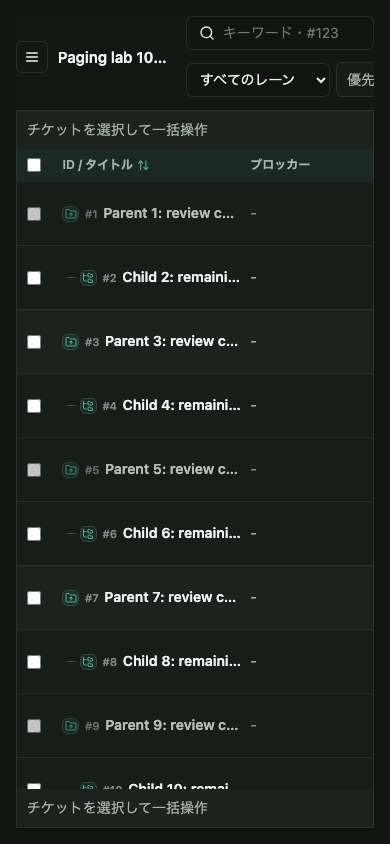 Paging lab 10...
キーワード・#123
すべてのレーン
優先
チケットを選択して一括操作
ID / タイトル ブロッカー
#1 Parent 1: review c... -
#2 Child 2: remaini... -
#3 Parent 3: review c... -
#4 Child 4: remaini... -
#5 Parent 5: review c... -
#6 Child 6: remaini... -
#7 Parent 7: review c... -
#8 Child 8: remaini... -
#9 Parent 9: review c... -
#10 Child 10: remai...
チケットを選択して一括操作